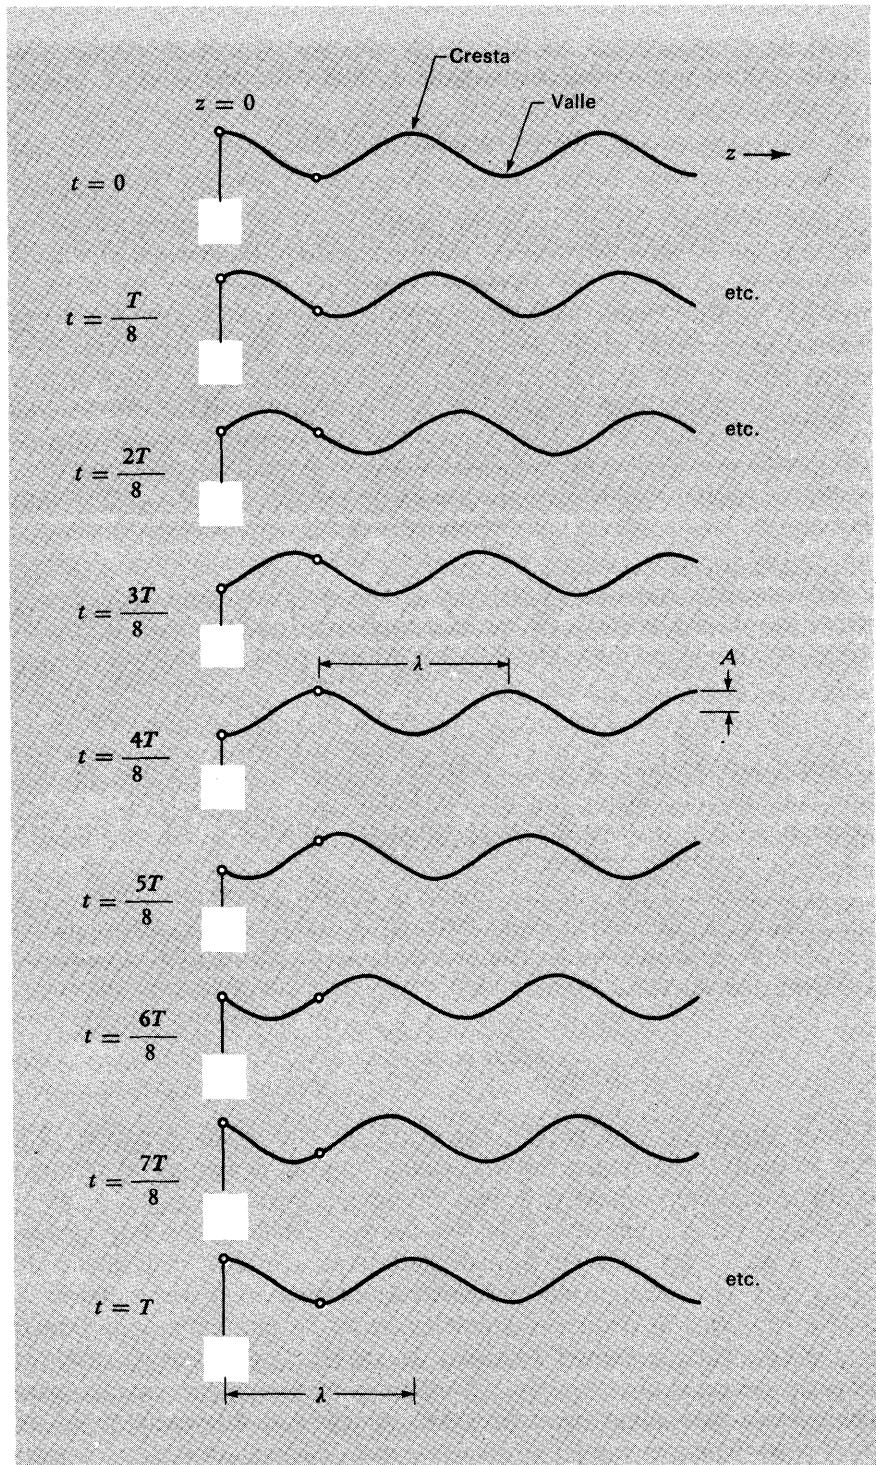 Cresta
z = 0
Valle
z
t = 0
etc.
t = T/8
etc.
t = 2T/8
t = 3T/8
λ
A
t = 4T/8
t = 5T/8
t = 6T/8
t = 7T/8
etc.
t = T
λ